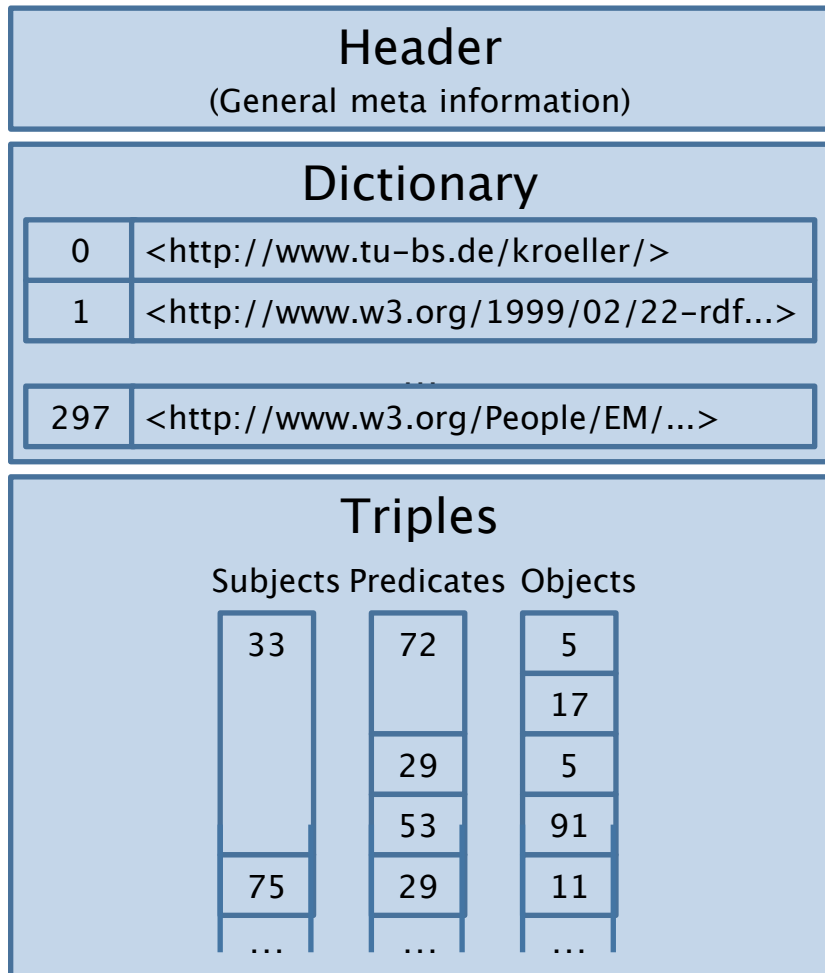 Header
(General meta information)
Dictionary
0 <http://www.tu-bs.de/kroeller/>
1 <http://www.w3.org/1999/02/22-rdf...>
...
297 <http://www.w3.org/People/EM/...>
Triples
Subjects Predicates Objects
33 72 5
17
29 5
53 91
75 29 11
... ... ...